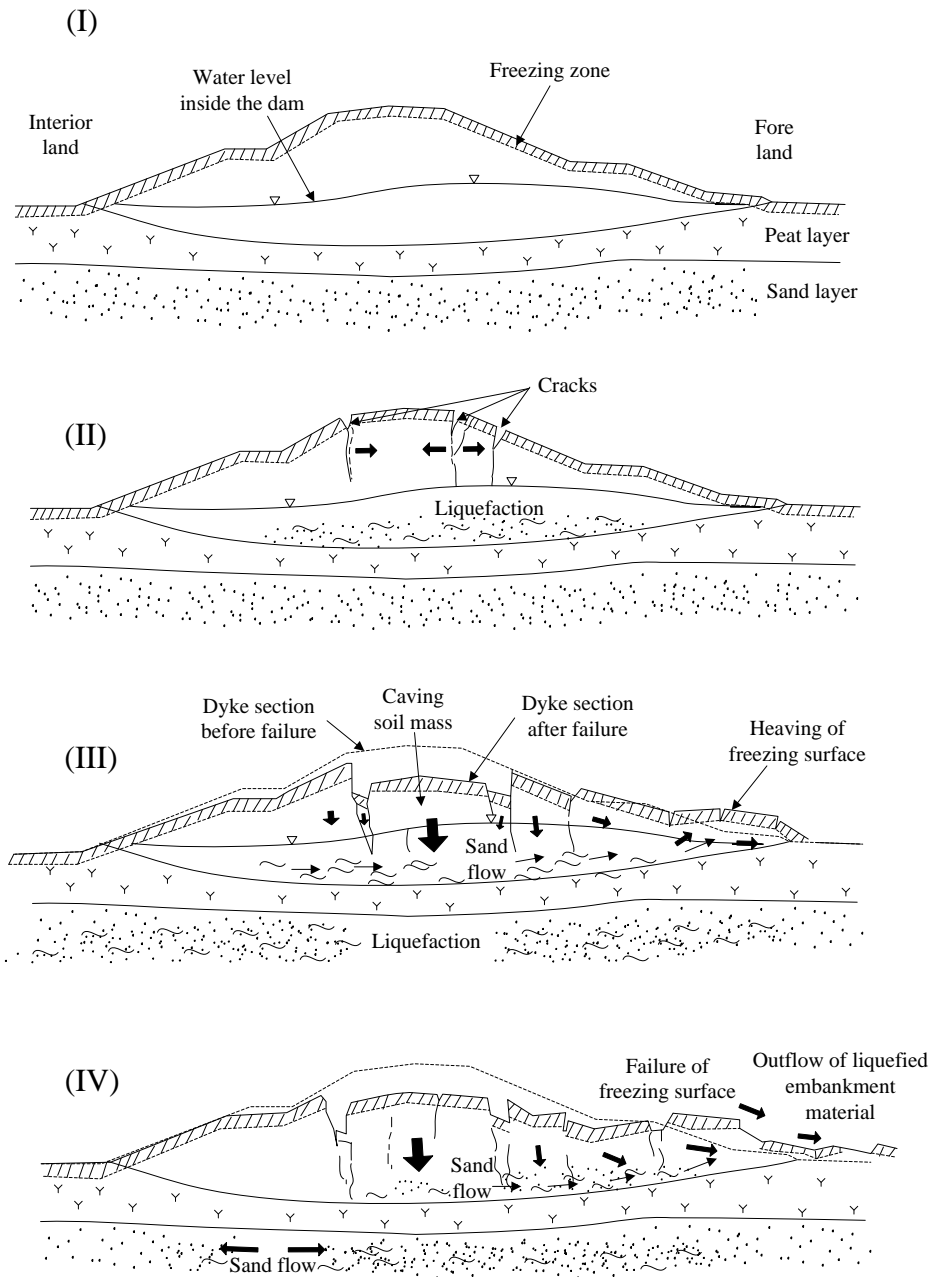 (I)
Water level
inside the dam
Freezing zone
Interior
land
Fore
land
Peat layer
Sand layer
(II)
Cracks
Liquefaction
(III)
Dyke section
before failure
Caving
soil mass
Dyke section
after failure
Heaving of
freezing surface
Sand
flow
Liquefaction
(IV)
Failure of
freezing surface
Outflow of liquefied
embankment
material
Sand
flow
Sand flow